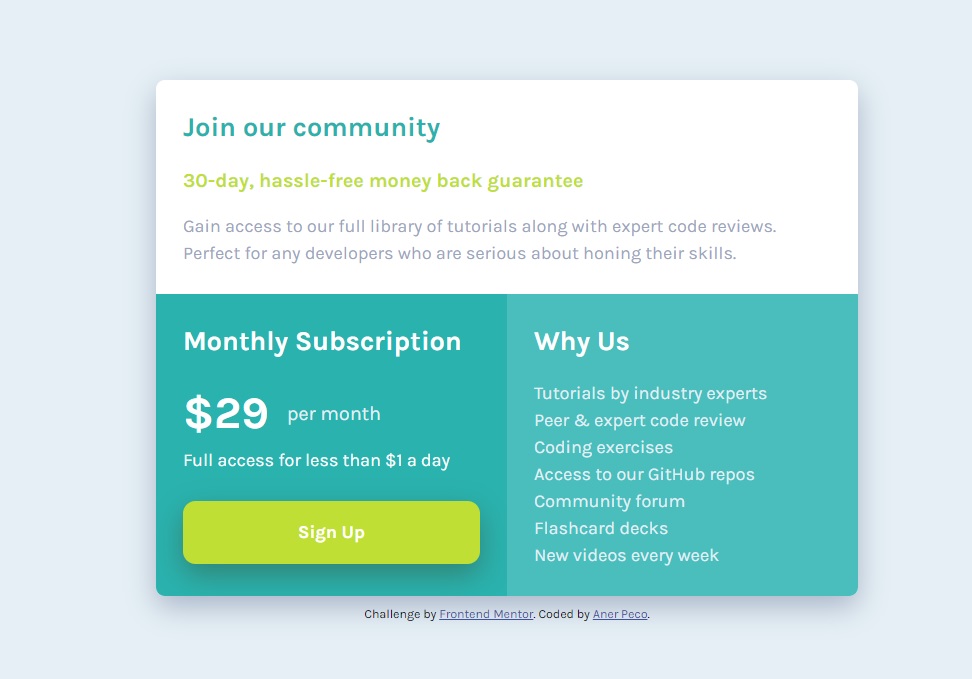 Join our community
30-day, hassle-free money back guarantee
Gain access to our full library of tutorials along with expert code reviews.
Perfect for any developers who are serious about honing their skills.
Monthly Subscription
$29 per month
Full access for less than $1 a day
Sign Up
Why Us
Tutorials by industry experts
Peer & expert code review
Coding exercises
Access to our GitHub repos
Community forum
Flashcard decks
New videos every week
Challenge by Frontend Mentor. Coded by Aner Peco.